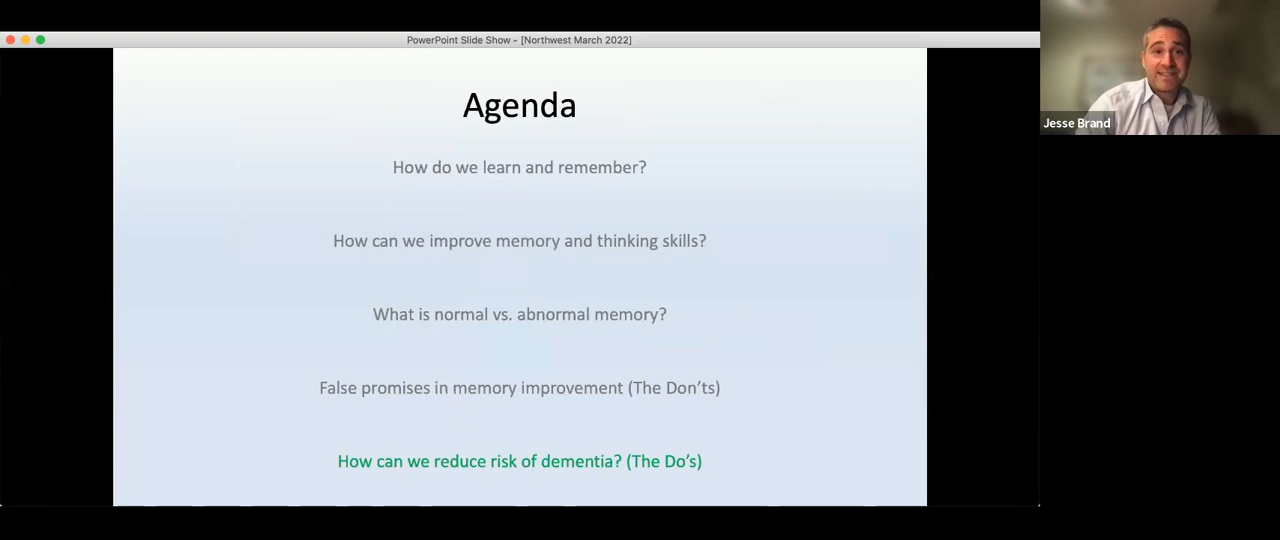 PowerPoint Slide Show - [Northwest March 2022]
Agenda
How do we learn and remember?
How can we improve memory and thinking skills?
What is normal vs. abnormal memory?
False promises in memory improvement (The Don'ts)
How can we reduce risk of dementia? (The Do's)
Jesse Brand